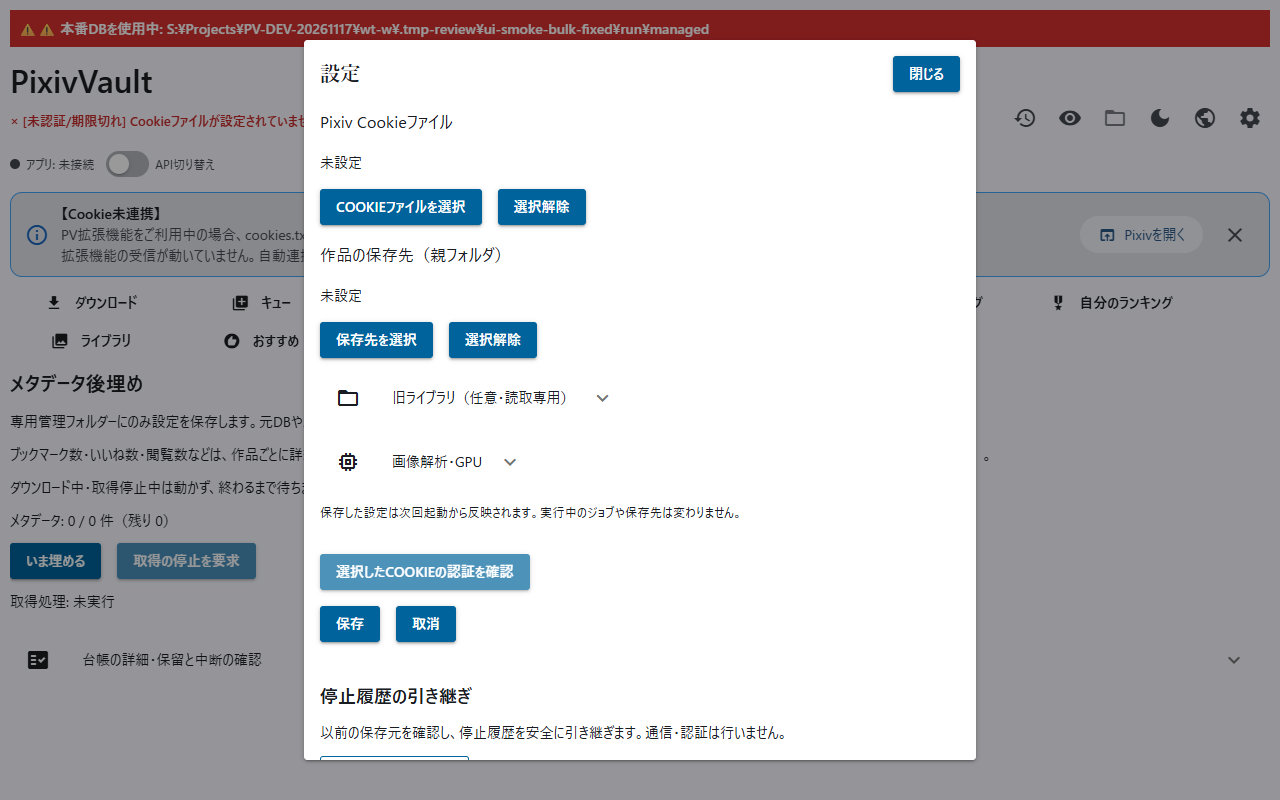 本番DBを使用中: S:¥Projects¥PV-DEV-20261117¥wt-w¥.tmp-review¥ui-smoke-bulk-fixed¥run¥managed
PixivVault
× [未認証/期限切れ] Cookieファイルが設定されていませ
アプリ: 未接続 API切り替え
【Cookie未連携】
PV拡張機能をご利用中の場合、cookies.tx
拡張機能の受信が動いていません。自動連
Pixivを開く
ダウンロード キュー 自分のランキング
ライブラリ おすすめ
メタデータ後埋め
専用管理フォルダーにのみ設定を保存します。元DBや
ブックマーク数・いいね数・閲覧数などは、作品ごとに詳
ダウンロード中・取得停止中は動かず、終わるまで待ち
メタデータ: 0 / 0 件（残り 0）
いま埋める 取得の停止を要求
取得処理: 未実行
台帳の詳細・保留と中断の確認
設定
閉じる
Pixiv Cookieファイル
未設定
COOKIEファイルを選択 選択解除
作品の保存先（親フォルダ）
未設定
保存先を選択 選択解除
旧ライブラリ（任意・読取専用）
画像解析・GPU
保存した設定は次回起動から反映されます。実行中のジョブや保存先は変わりません。
選択したCOOKIEの認証を確認
保存 取消
停止履歴の引き継ぎ
以前の保存元を確認し、停止履歴を安全に引き継ぎます。通信・認証は行いません。